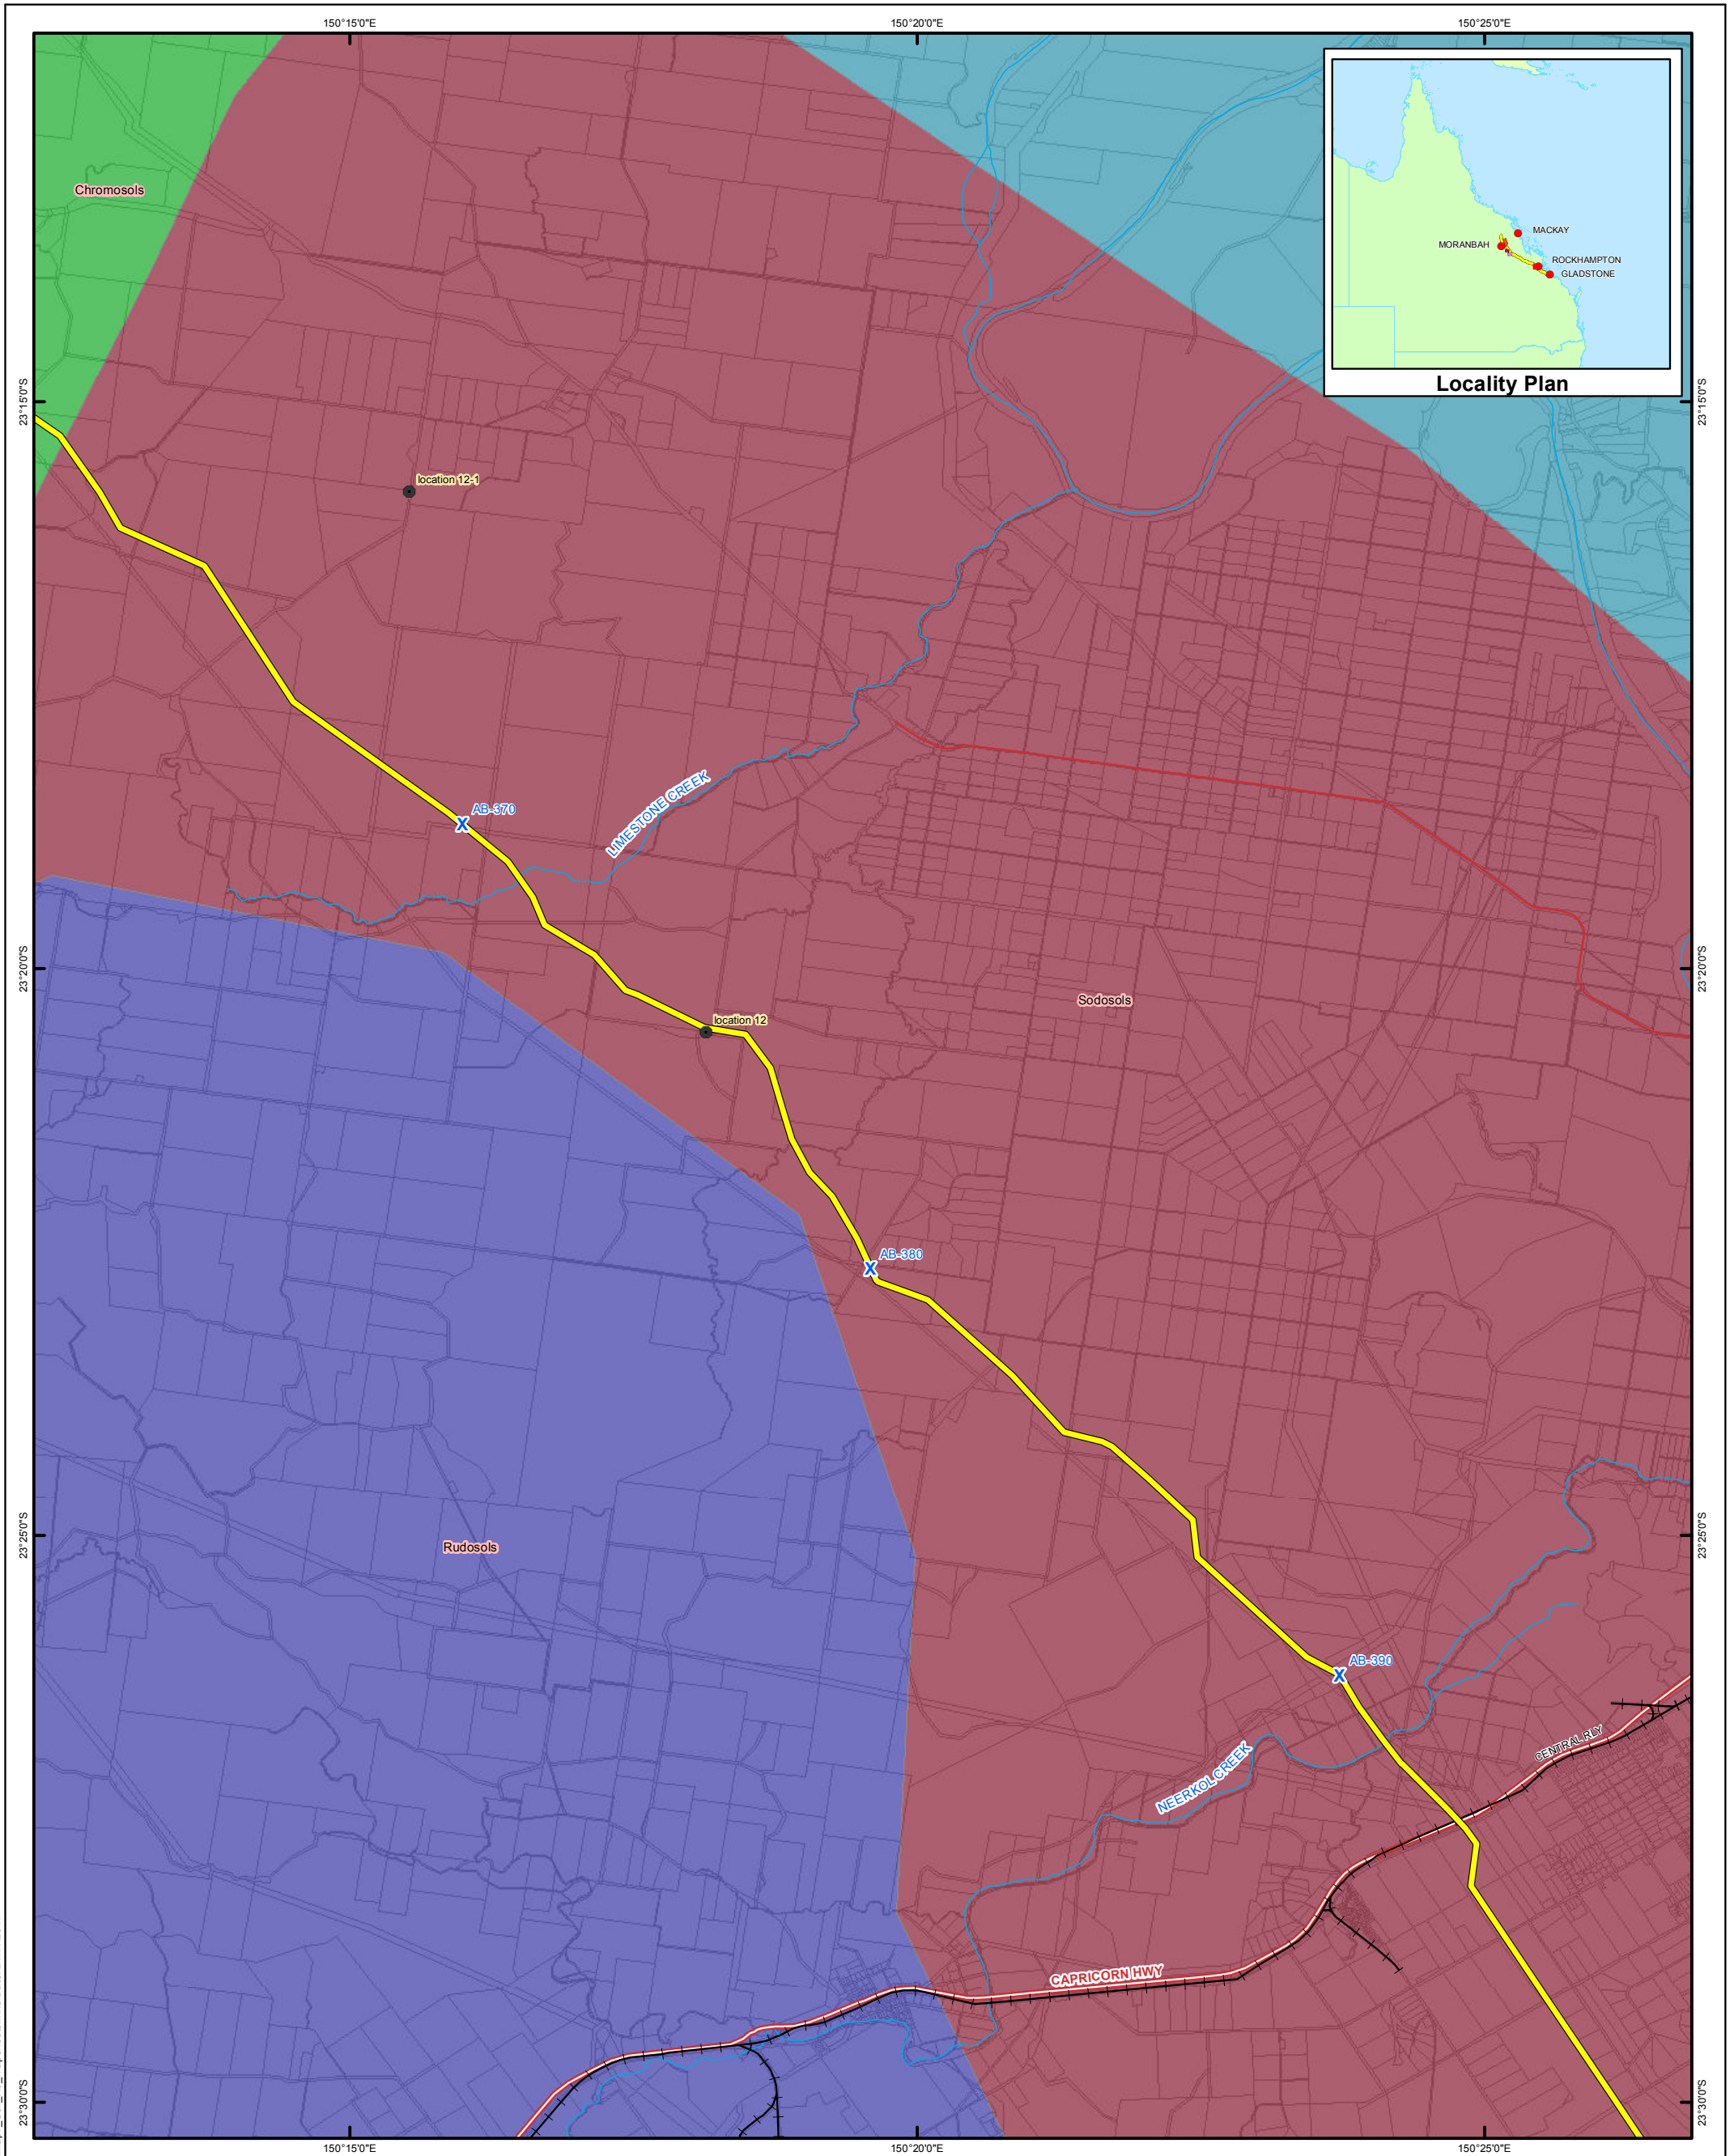 150°15'0"E
150°20'0"E
150°25'0"E
Chromosols
MORANBAH
MACKAY
ROCKHAMPTON
GLADSTONE
Locality Plan
23°15'0"S
23°15'0"S
location 12-1
LIMESTONE CREEK
AB-370
23°20'0"S
23°20'0"S
Sodosols
location 12
AB-380
23°25'0"S
23°25'0"S
Rudosols
AB-390
CENTRAL RLY
NEERKOL CREEK
CAPRICORN HWY
23°30'0"S
23°30'0"S
150°15'0"E
150°20'0"E
150°25'0"E